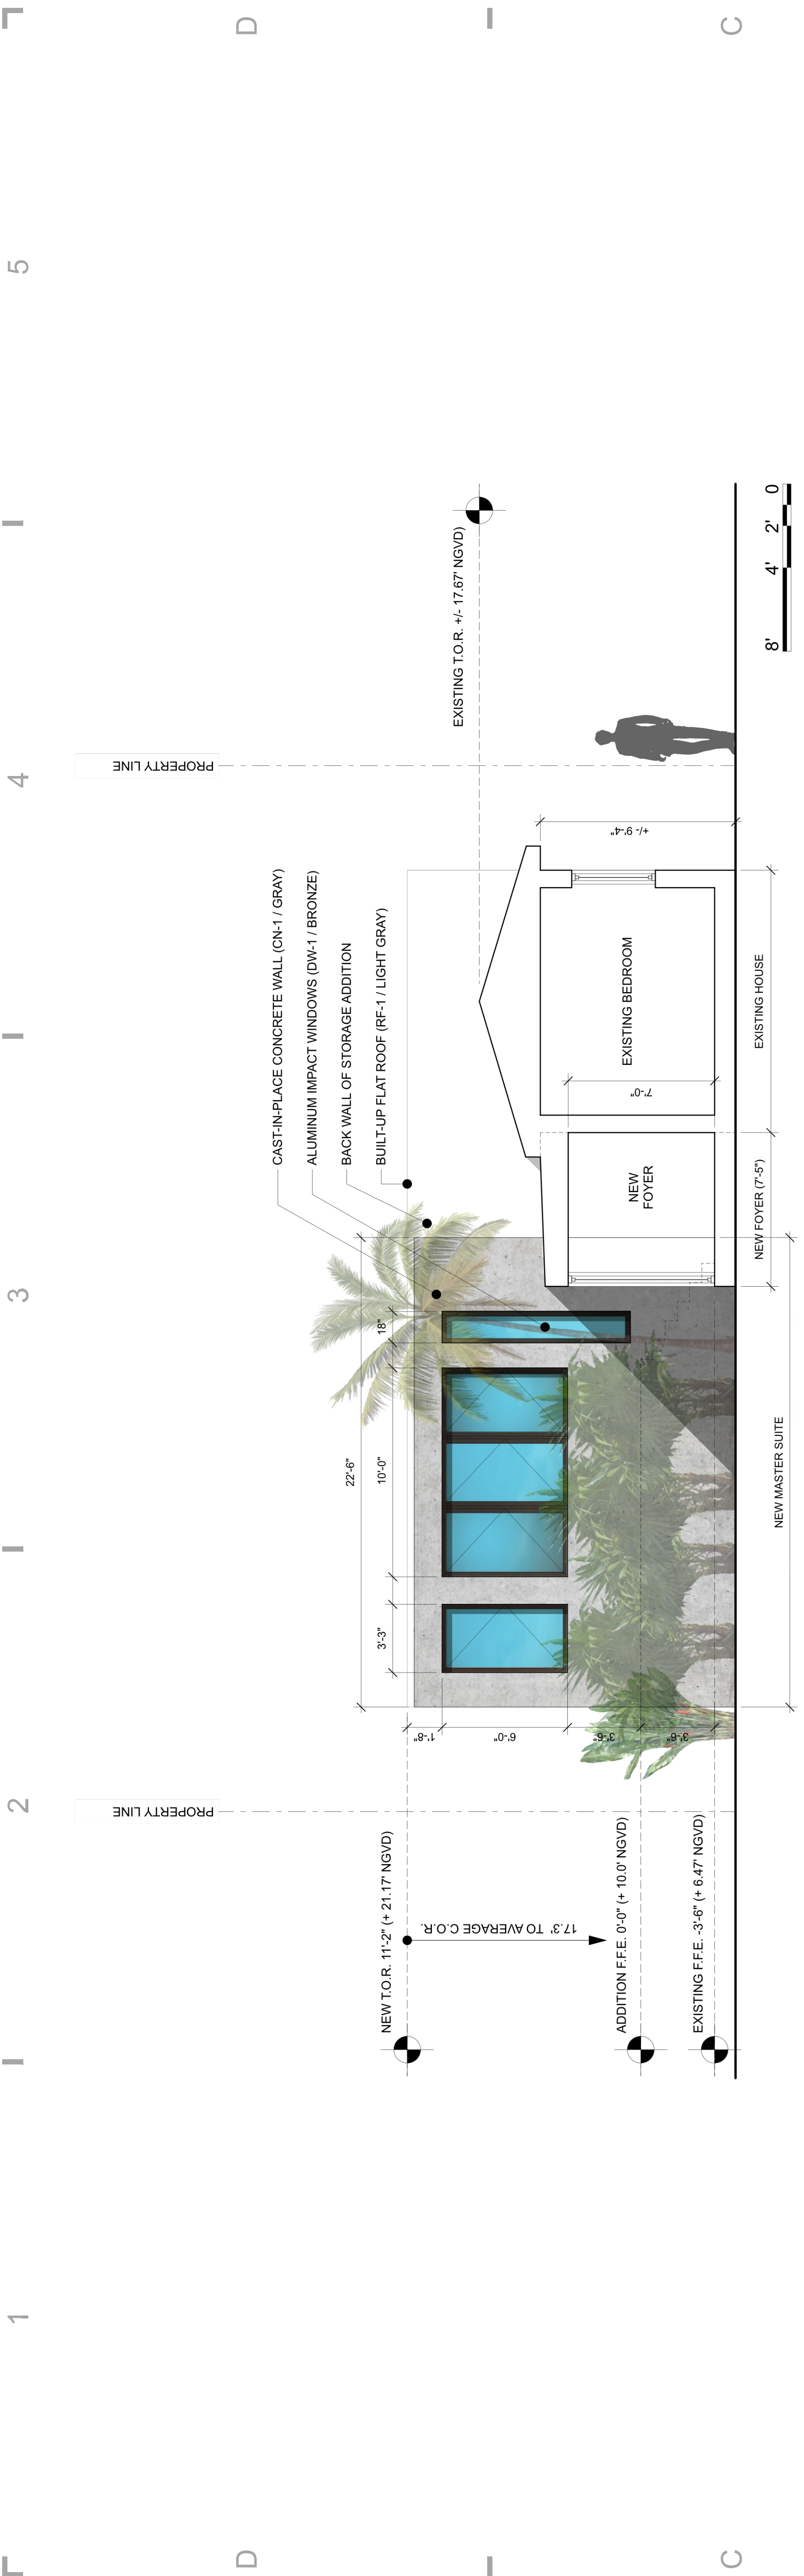 1
2
3
4
5
D
D
C
C
PROPERTY LINE
PROPERTY LINE
CAST-IN-PLACE CONCRETE WALL (CN-1 / GRAY)
ALUMINUM IMPACT WINDOWS (DW-1 / BRONZE)
BACK WALL OF STORAGE ADDITION
BUILT-UP FLAT ROOF (RF-1 / LIGHT GRAY)
22'-6"
3'-3"
10'-0"
18"
NEW T.O.R. 11'-2" (+ 21.17' NGVD)
17.3' TO AVERAGE C.O.R.
ADDITION F.F.E. 0'-0" (+ 10.0' NGVD)
EXISTING F.F.E. -3'-6" (+ 6.47' NGVD)
1'-8"
6'-0"
3'-6"
3'-6"
EXISTING T.O.R. +/- 17.67' NGVD)
NEW
FOYER
EXISTING BEDROOM
7'-0"
+/- 9'-4"
NEW FOYER (7'-5")
EXISTING HOUSE
NEW MASTER SUITE
8'
4'
2'
0